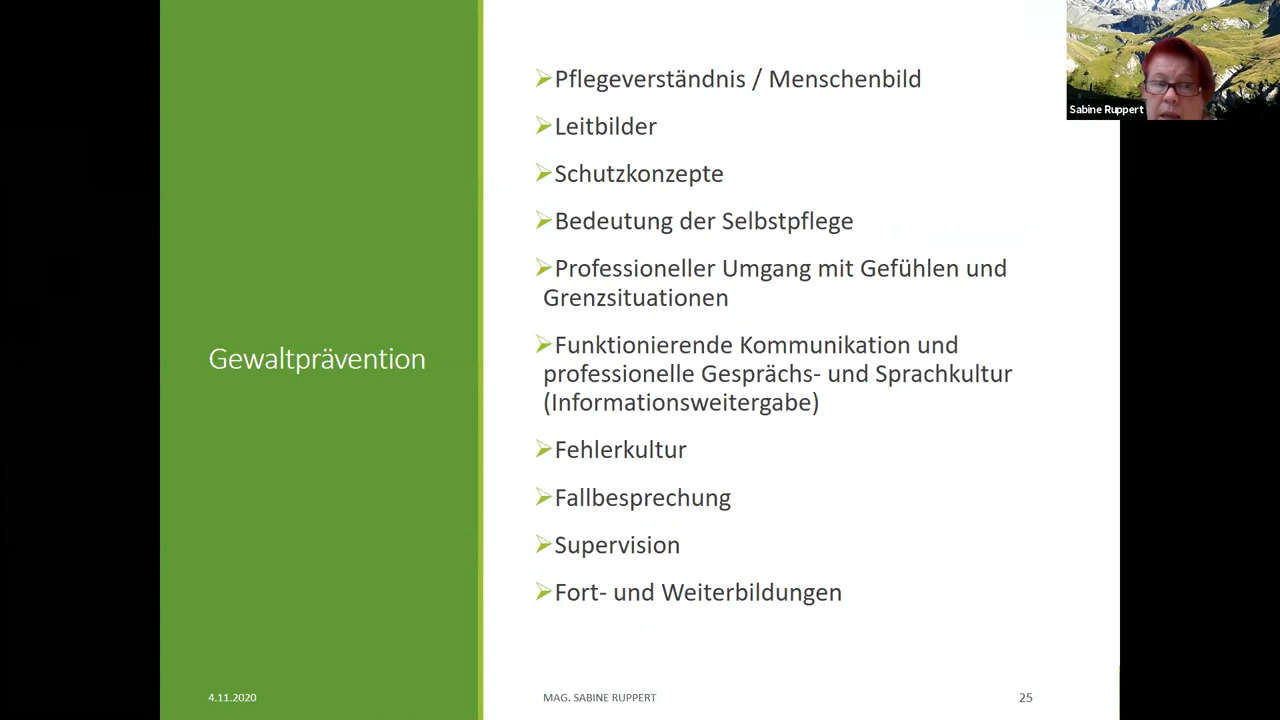 Gewaltprävention
Pflegeverständnis / Menschenbild
Leitbilder
Schutzkonzepte
Bedeutung der Selbstpflege
Professioneller Umgang mit Gefühlen und
Grenzsituationen
Funktionierende Kommunikation und
professionelle Gesprächs- und Sprachkultur
(Informationsweitergabe)
Fehlerkultur
Fallbesprechung
Supervision
Fort- und Weiterbildungen
4.11.2020
MAG. SABINE RUPPERT
25
Sabine Ruppert